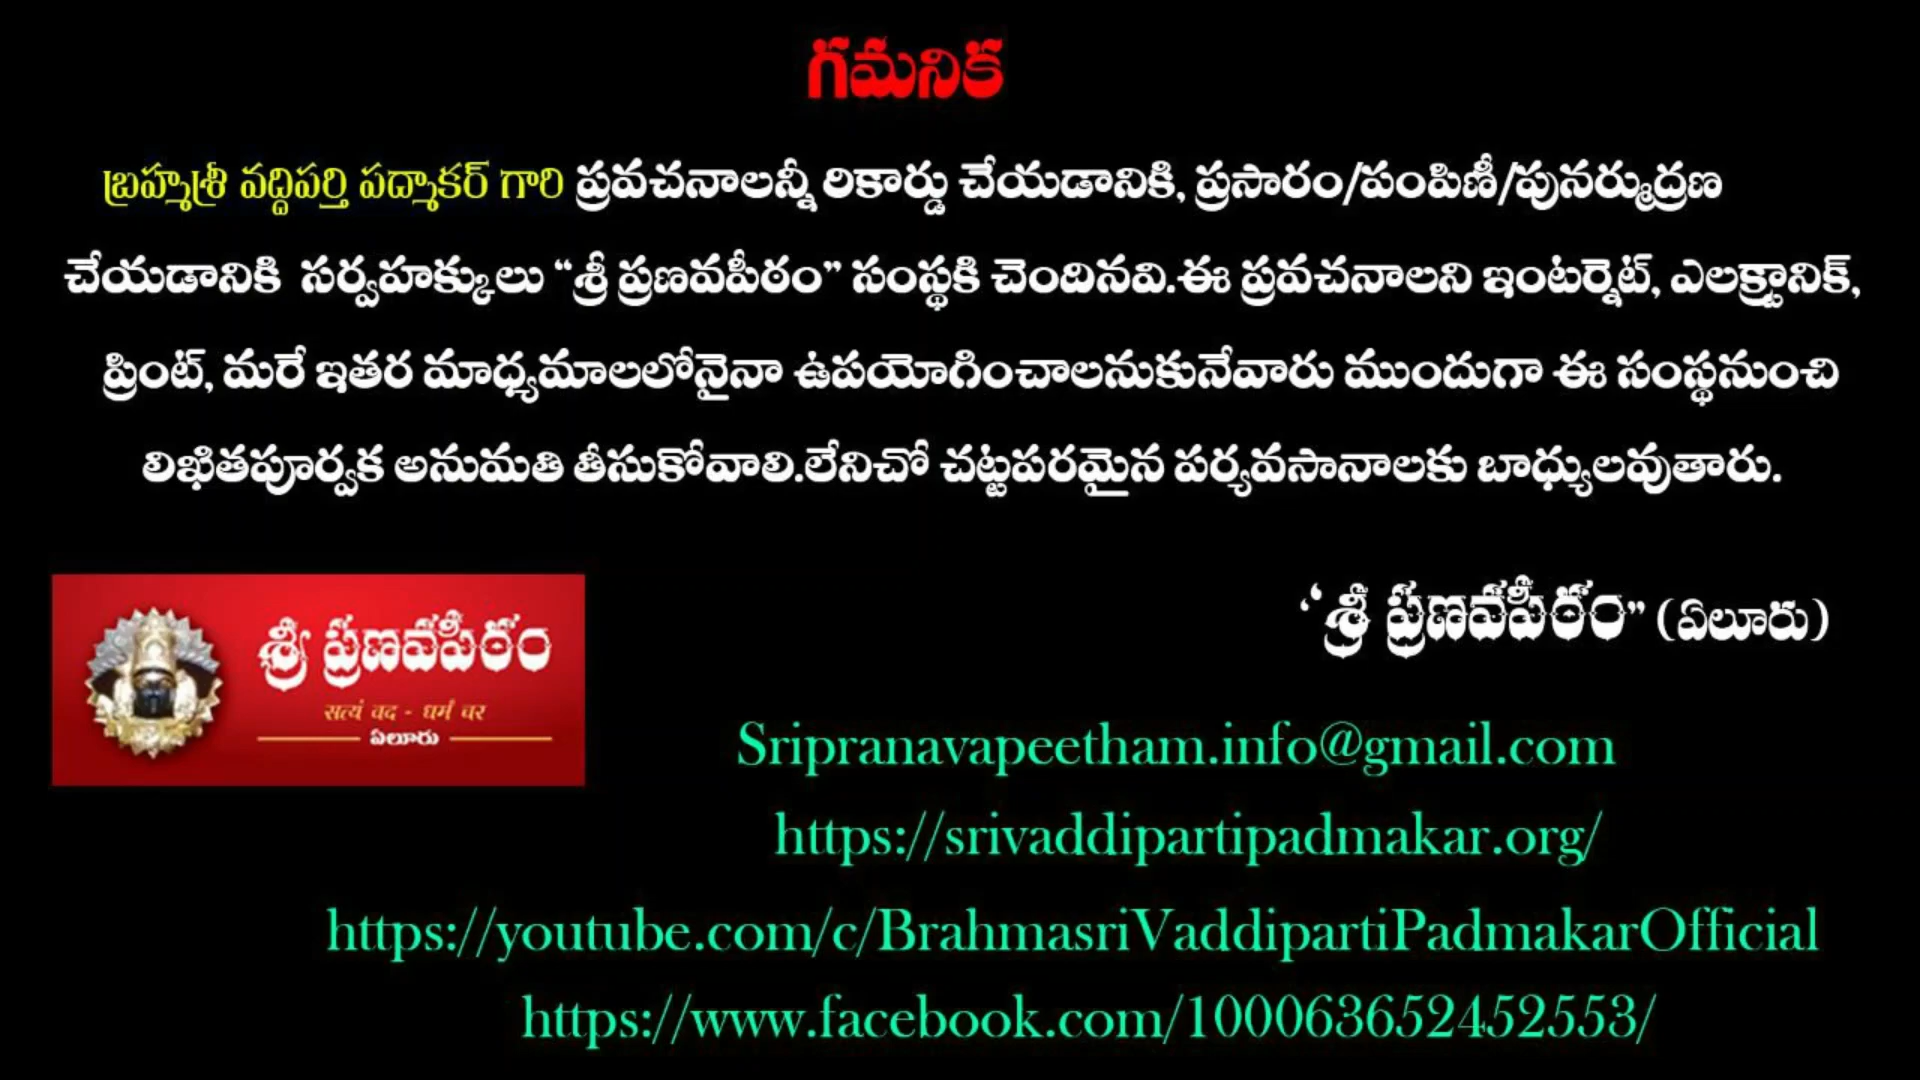 గమనిక
బ్రహ్మశ్రీ వద్దిపర్తి పద్మాకర్ గారి ప్రవచనాలన్నీ రికార్డు చేయడానికి, ప్రసారం/పంపిణీ/పునర్ముద్రణ
చేయడానికి సర్వహక్కులు “శ్రీ ప్రణవపీఠం” సంస్థకి చెందినవి.ఈ ప్రవచనాలని ఇంటర్నెట్, ఎలక్ట్రానిక్,
ప్రింట్, మరే ఇతర మాధ్యమాలలోనైనా ఉపయోగించాలనుకునేవారు ముందుగా ఈ సంస్థనుంచి
లిఖితపూర్వక అనుమతి తీసుకోవాలి.లేనిచో చట్టపరమైన పర్యవసానాలకు బాధ్యులవుతారు.
“శ్రీ ప్రణవపీఠం” (ఏలూరు)
శ్రీ ప్రణవపీఠం
सत्यं वद - धर्मं चर
ఏలూరు
Sripranavapeetham.info@gmail.com
https://srivaddipartipadmakar.org/
https://youtube.com/c/BrahmasriVaddipartiPadmakarOfficial
https://www.facebook.com/100063652452553/